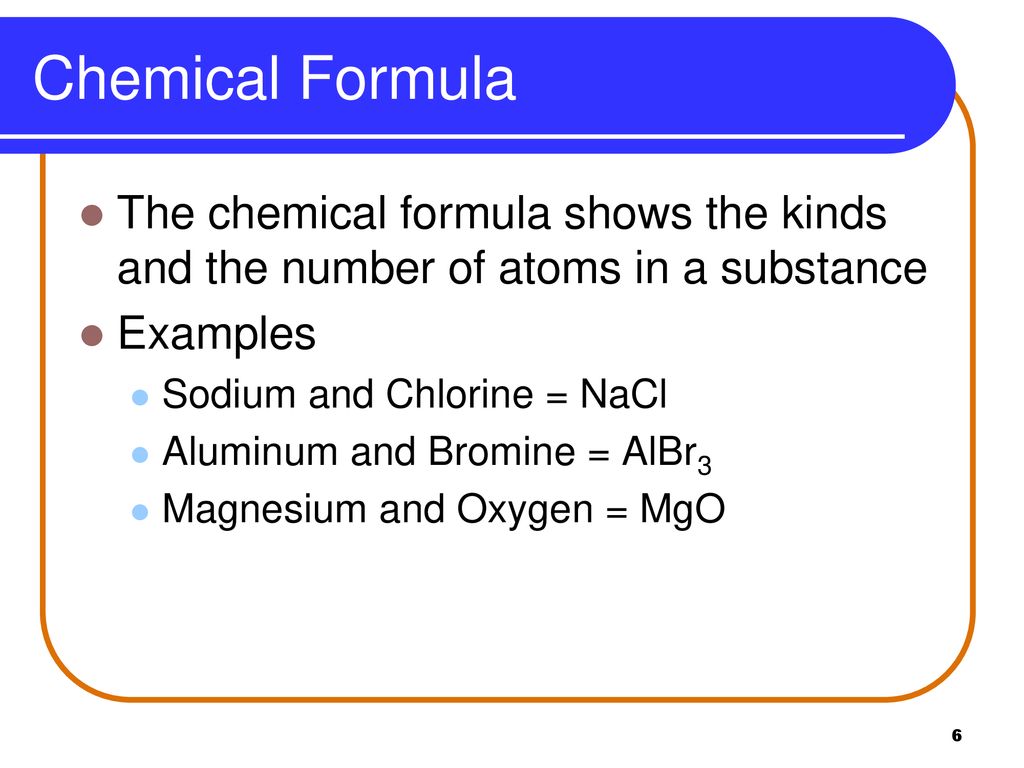 Chemical Formula
The chemical formula shows the kinds
and the number of atoms in a substance
Examples
Sodium and Chlorine = NaCl
Aluminum and Bromine = AlBr₃
Magnesium and Oxygen = MgO
6